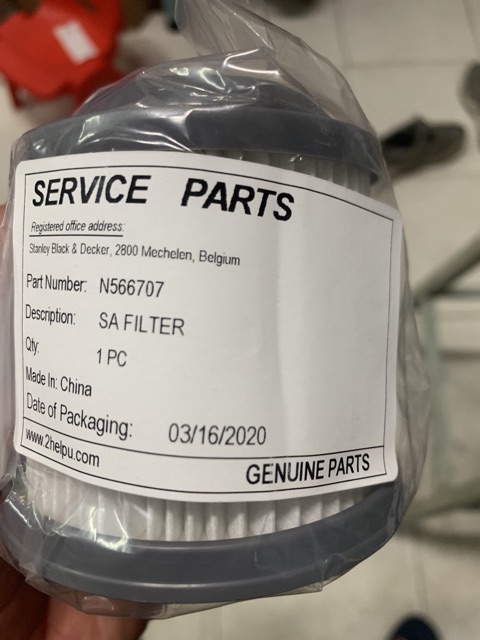 SERVICE PARTS
Registered office address:
Stanley Black & Decker, 2800 Mechelen, Belgium
Part Number: N566707
Description: SA FILTER
Qty: 1 PC
Made In: China
Date of Packaging: 03/16/2020
www.2helpu.com
GENUINE PARTS